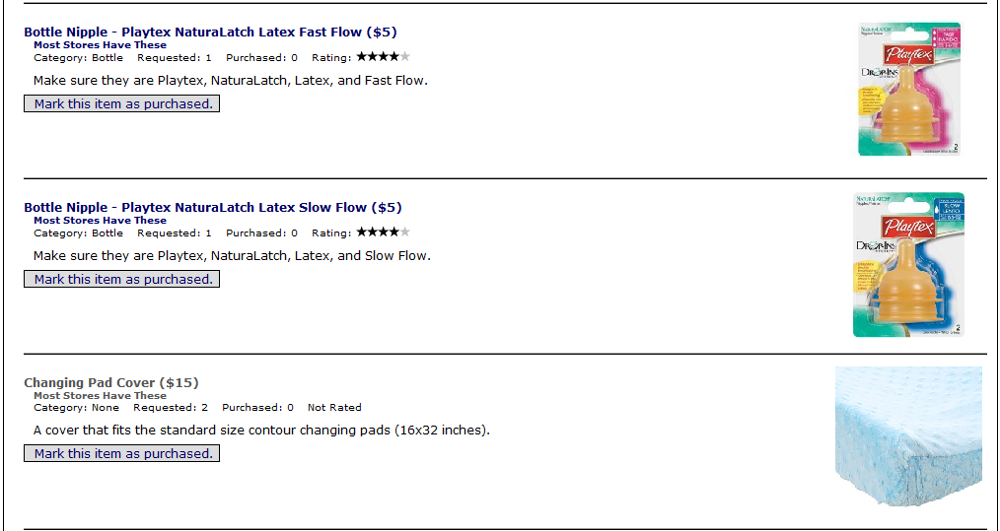 Bottle Nipple - Playtex NaturaLatch Latex Fast Flow ($5)
Most Stores Have These
Category: Bottle Requested: 1 Purchased: 0 Rating: ★★★★★
Make sure they are Playtex, NaturaLatch, Latex, and Fast Flow.
Mark this item as purchased.
NATURALATCH
Playtex
DROP-INS
2
Bottle Nipple - Playtex NaturaLatch Latex Slow Flow ($5)
Most Stores Have These
Category: Bottle Requested: 1 Purchased: 0 Rating: ★★★★★
Make sure they are Playtex, NaturaLatch, Latex, and Slow Flow.
Mark this item as purchased.
NATURALATCH
SLOW
LENTO
Playtex
DROP-INS
2
Changing Pad Cover ($15)
Most Stores Have These
Category: None Requested: 2 Purchased: 0 Not Rated
A cover that fits the standard size contour changing pads (16x32 inches).
Mark this item as purchased.